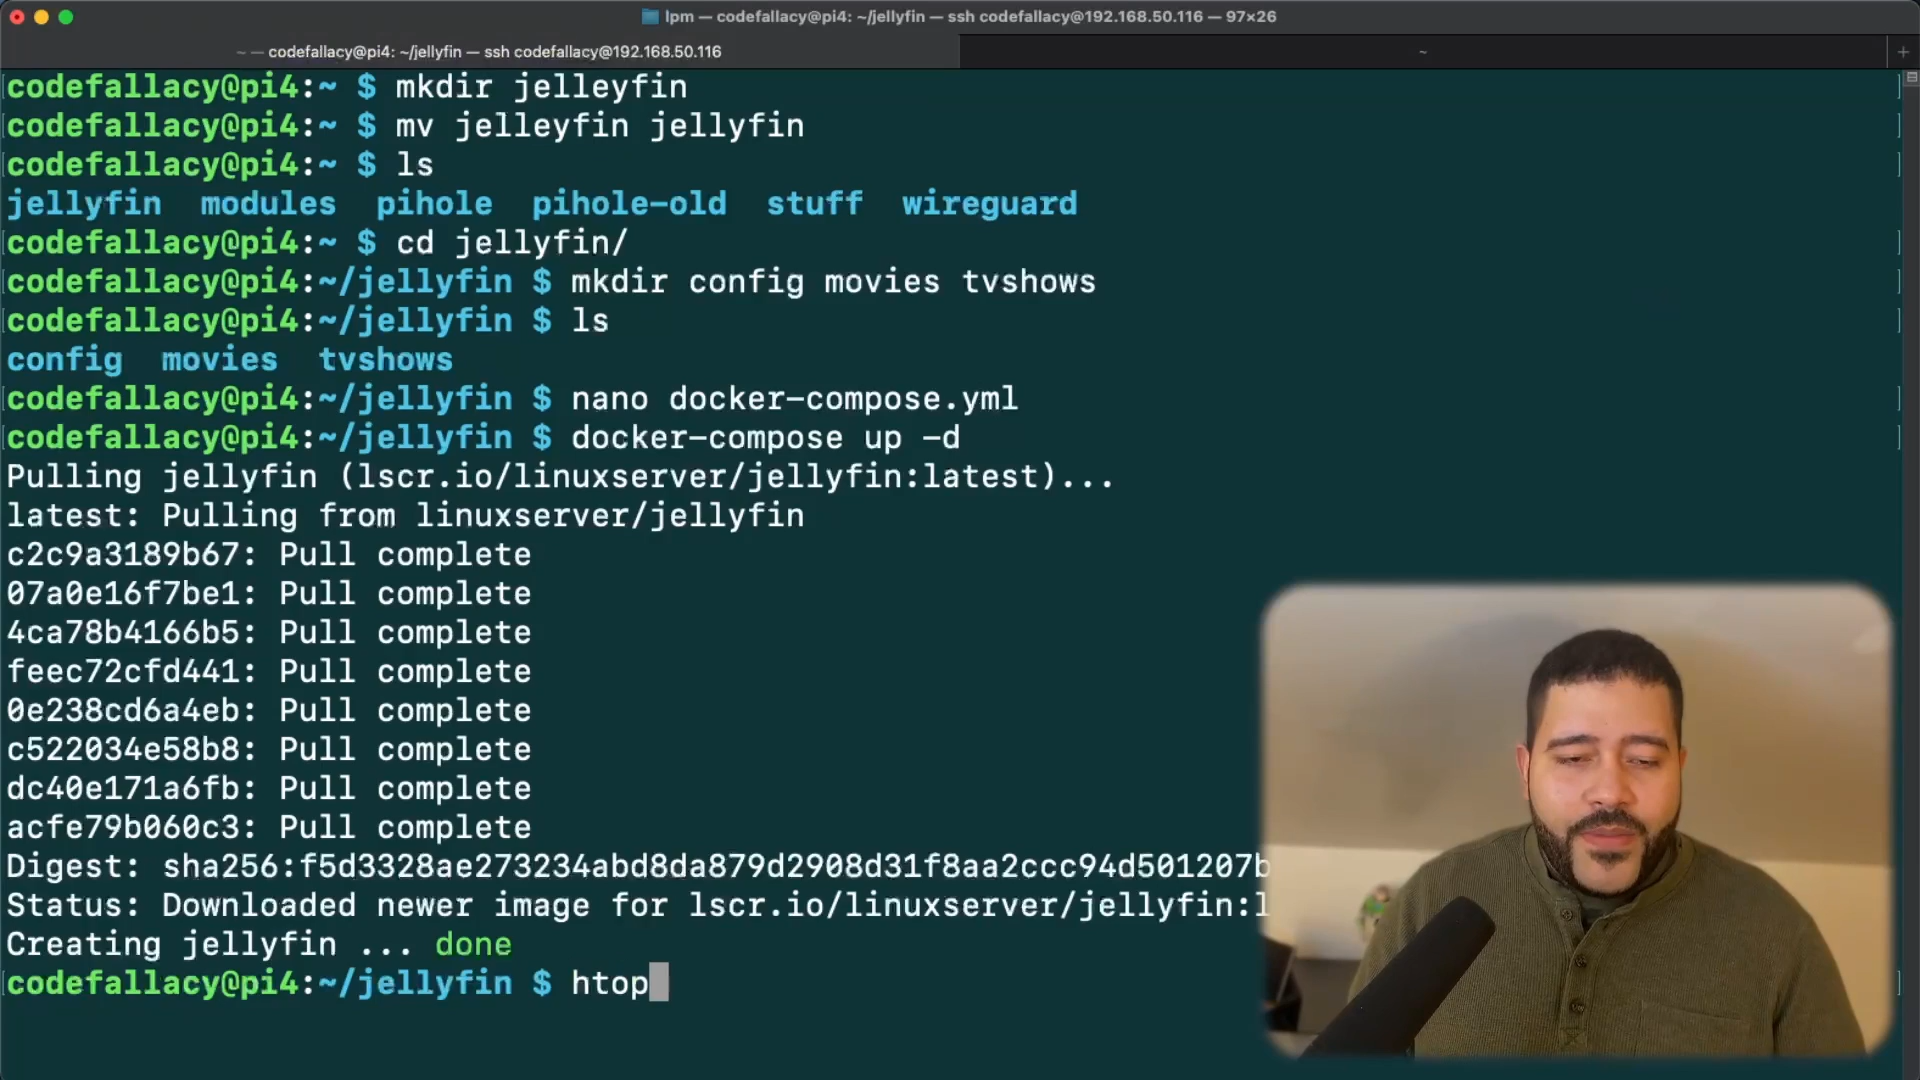 lpm — codefallacy@pi4: ~/jellyfin — ssh codefallacy@192.168.50.116 — 97×26
~ — codefallacy@pi4: ~/jellyfin — ssh codefallacy@192.168.50.116
~
+
codefallacy@pi4:~ $ mkdir jelleyfin
codefallacy@pi4:~ $ mv jelleyfin jellyfin
codefallacy@pi4:~ $ ls
jellyfin modules pihole pihole-old stuff wireguard
codefallacy@pi4:~ $ cd jellyfin/
codefallacy@pi4:~/jellyfin $ mkdir config movies tvshows
codefallacy@pi4:~/jellyfin $ ls
config movies tvshows
codefallacy@pi4:~/jellyfin $ nano docker-compose.yml
codefallacy@pi4:~/jellyfin $ docker-compose up -d
Pulling jellyfin (lscr.io/linuxserver/jellyfin:latest)...
latest: Pulling from linuxserver/jellyfin
c2c9a3189b67: Pull complete
07a0e16f7be1: Pull complete
4ca78b4166b5: Pull complete
feec72cfd441: Pull complete
0e238cd6a4eb: Pull complete
c522034e58b8: Pull complete
dc40e171a6fb: Pull complete
acfe79b060c3: Pull complete
Digest: sha256:f5d3328ae273234abd8da879d2908d31f8aa2ccc94d501207b
Status: Downloaded newer image for lscr.io/linuxserver/jellyfin:l
Creating jellyfin ... done
codefallacy@pi4:~/jellyfin $ htop